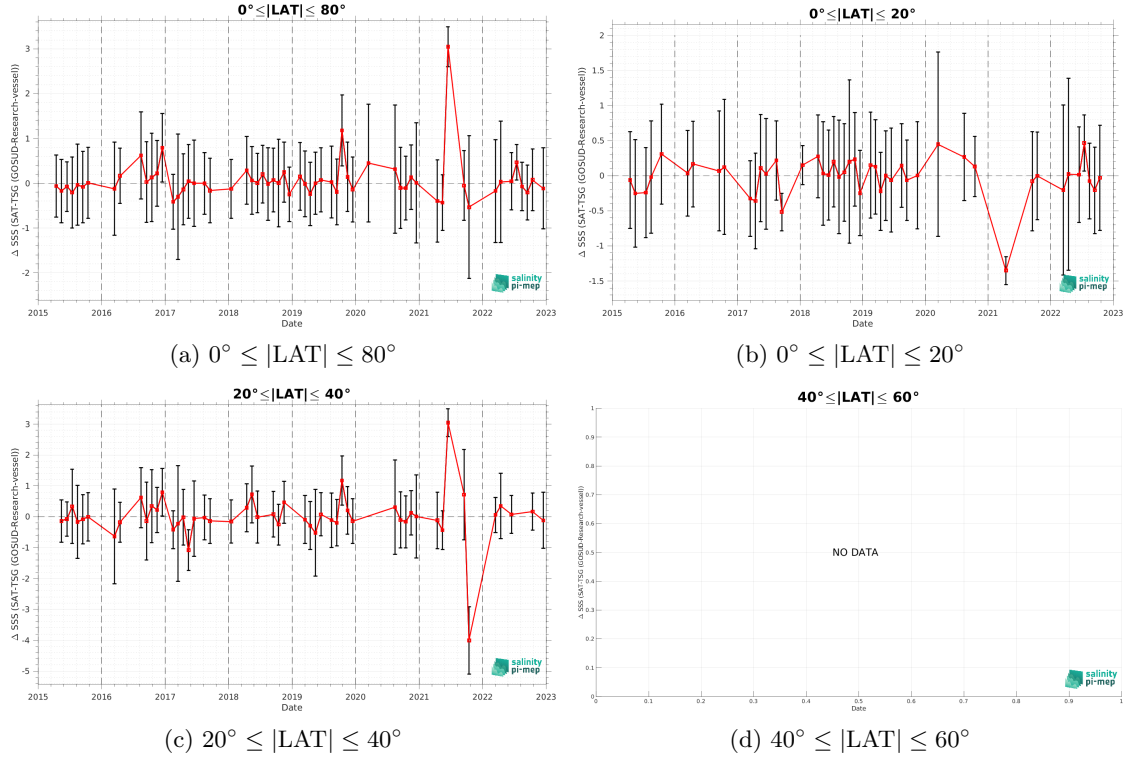 0°≤|LAT|≤ 80°
Δ SSS (SAT-TSG (GOSUD-Research-vessel))
3
2
1
0
-1
-2
salinity
pi-mep
2015 2016 2017 2018 2019 2020 2021 2022 2023
Date
(a) 0° ≤ |LAT| ≤ 80°
0°≤|LAT|≤ 20°
Δ SSS (SAT-TSG (GOSUD-Research-vessel))
2
1.5
1
0.5
0
-0.5
-1
-1.5
salinity
pi-mep
2015 2016 2017 2018 2019 2020 2021 2022 2023
Date
(b) 0° ≤ |LAT| ≤ 20°
20°≤|LAT|≤ 40°
Δ SSS (SAT-TSG (GOSUD-Research-vessel))
3
2
1
0
-1
-2
-3
-4
-5
salinity
pi-mep
2015 2016 2017 2018 2019 2020 2021 2022 2023
Date
(c) 20° ≤ |LAT| ≤ 40°
40°≤|LAT|≤ 60°
Δ SSS (SAT-TSG (GOSUD-Research-vessel))
1
0.9
0.8
0.7
0.6
0.5
0.4
0.3
0.2
0.1
0
NO DATA
salinity
pi-mep
0 0.1 0.2 0.3 0.4 0.5 0.6 0.7 0.8 0.9 1
Date
(d) 40° ≤ |LAT| ≤ 60°